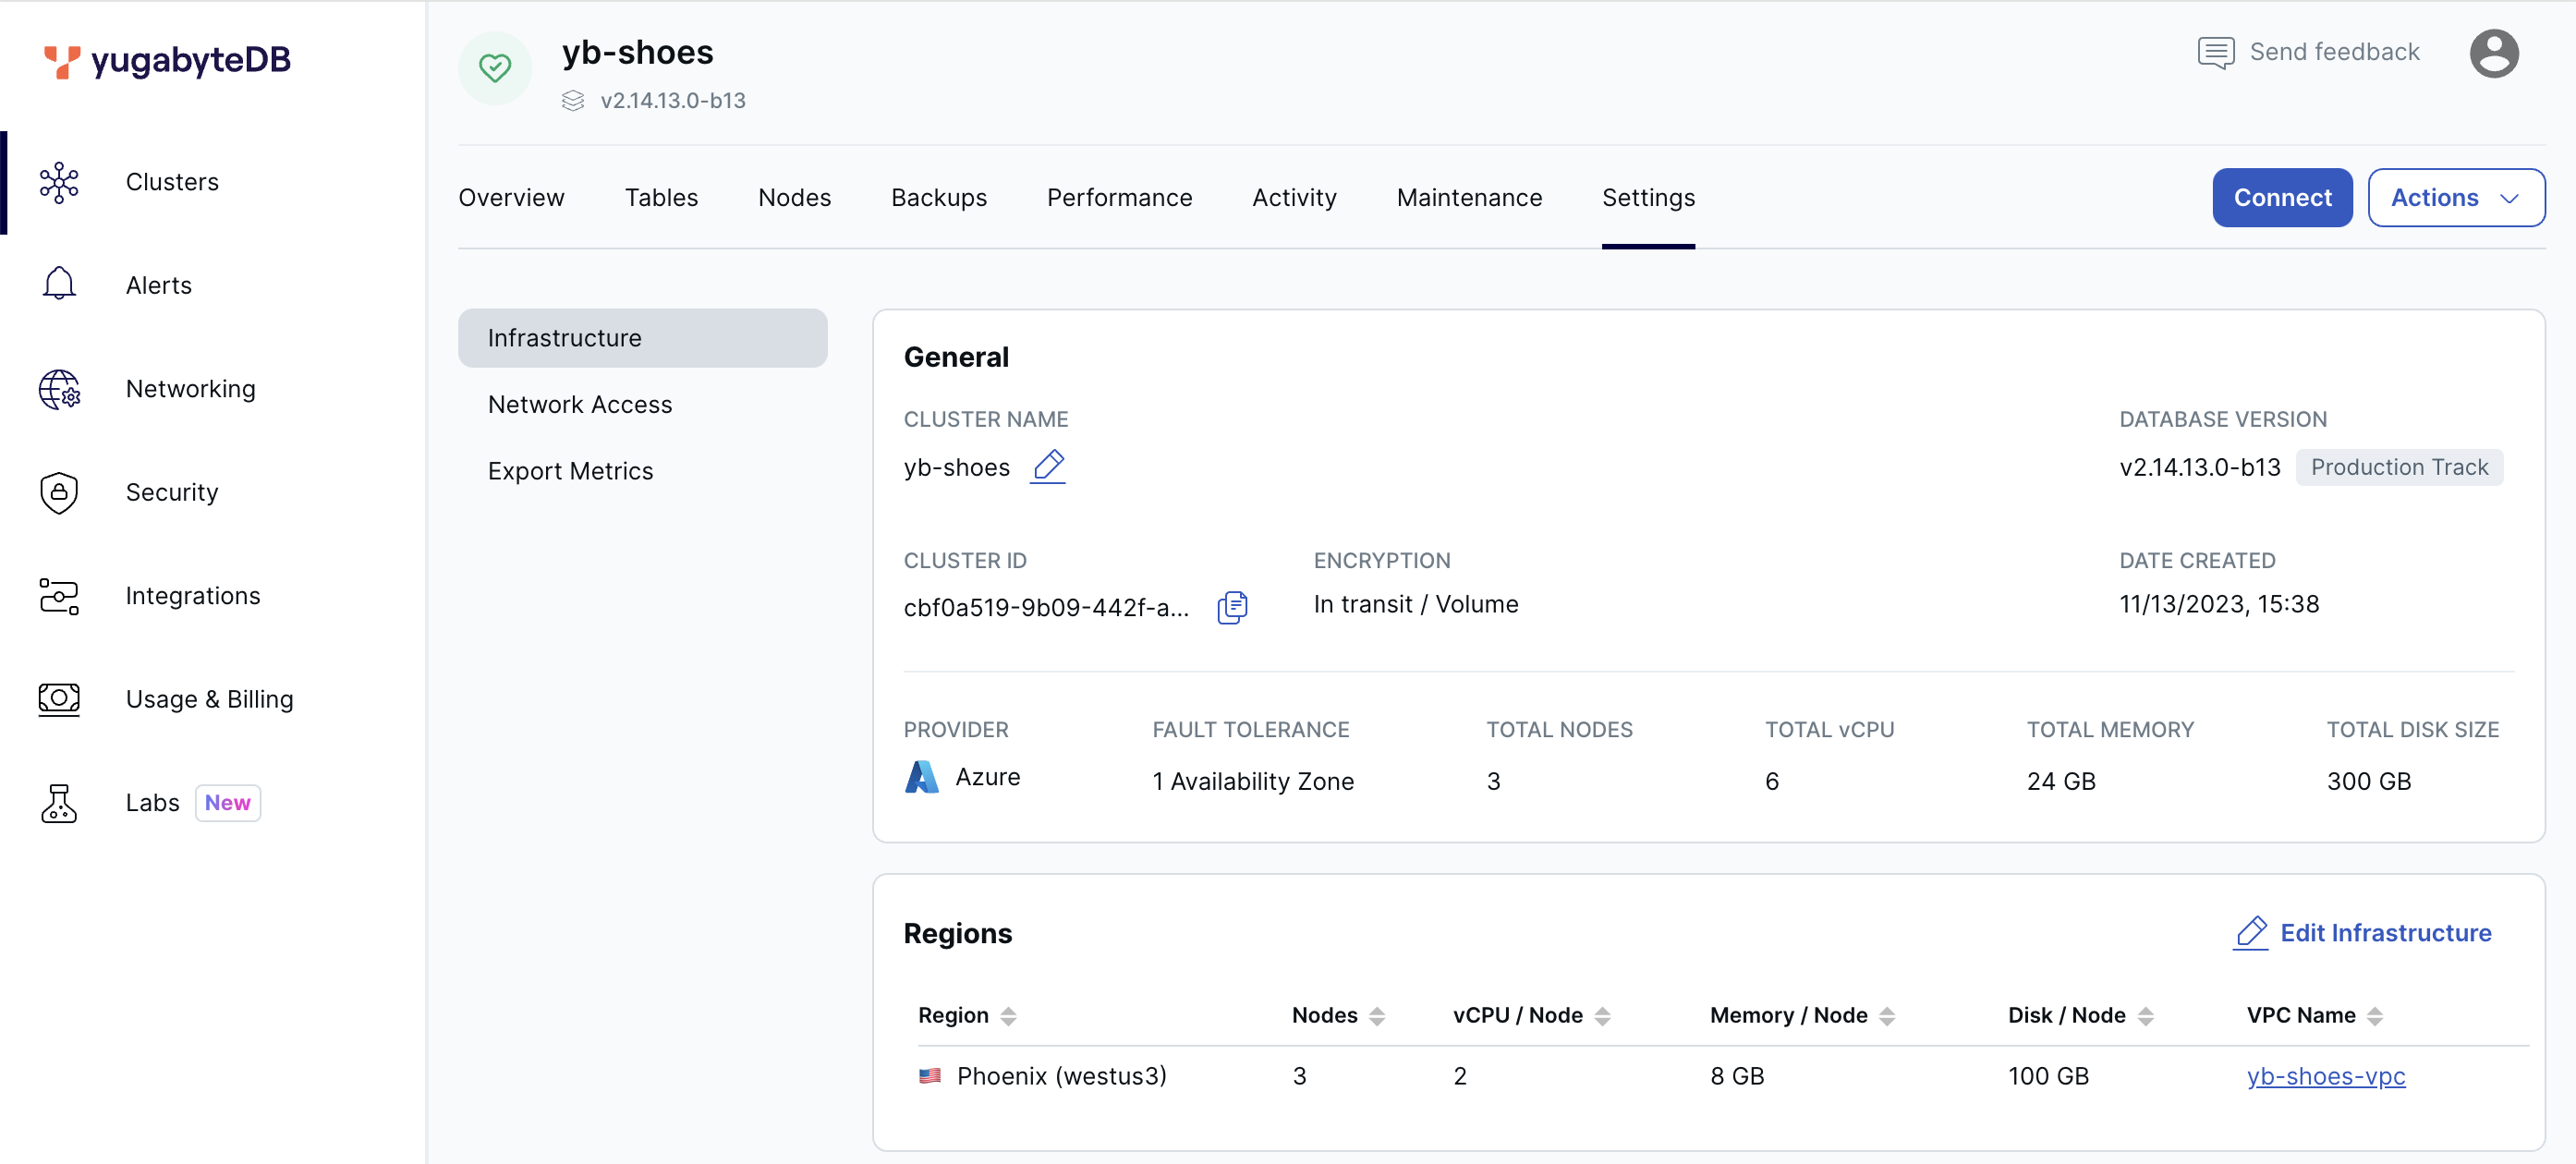 yugabyteDB
Clusters
Alerts
Networking
Security
Integrations
Usage & Billing
Labs New
yb-shoes
v2.14.13.0-b13
Send feedback
Overview Tables Nodes Backups Performance Activity Maintenance Settings
Connect Actions
Infrastructure
Network Access
Export Metrics
General
CLUSTER NAME DATABASE VERSION
yb-shoes v2.14.13.0-b13 Production Track
CLUSTER ID ENCRYPTION DATE CREATED
cbf0a519-9b09-442f-a... In transit / Volume 11/13/2023, 15:38
PROVIDER FAULT TOLERANCE TOTAL NODES TOTAL vCPU TOTAL MEMORY TOTAL DISK SIZE
Azure 1 Availability Zone 3 6 24 GB 300 GB
Regions Edit Infrastructure
Region Nodes vCPU / Node Memory / Node Disk / Node VPC Name
Phoenix (westus3) 3 2 8 GB 100 GB yb-shoes-vpc